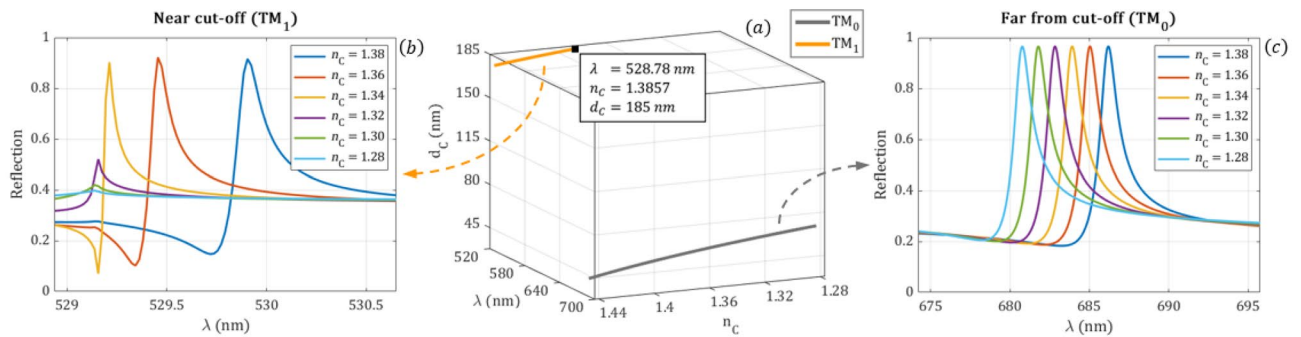 Near cut-off (TM1)
(b)
nC = 1.38
nC = 1.36
nC = 1.34
nC = 1.32
nC = 1.30
nC = 1.28
1
0.8
0.6
0.4
0.2
0
Reflection
529
529.5
530
530.5
λ (nm)
(a)
TM0
TM1
λ = 528.78 nm
nC = 1.3857
dC = 185 nm
185
150
115
80
45
dC (nm)
520
580
640
700
λ (nm)
1.44
1.4
1.36
1.32
1.28
nC
Far from cut-off (TM0)
(c)
nC = 1.38
nC = 1.36
nC = 1.34
nC = 1.32
nC = 1.30
nC = 1.28
1
0.8
0.6
0.4
0.2
0
Reflection
675
680
685
690
695
λ (nm)